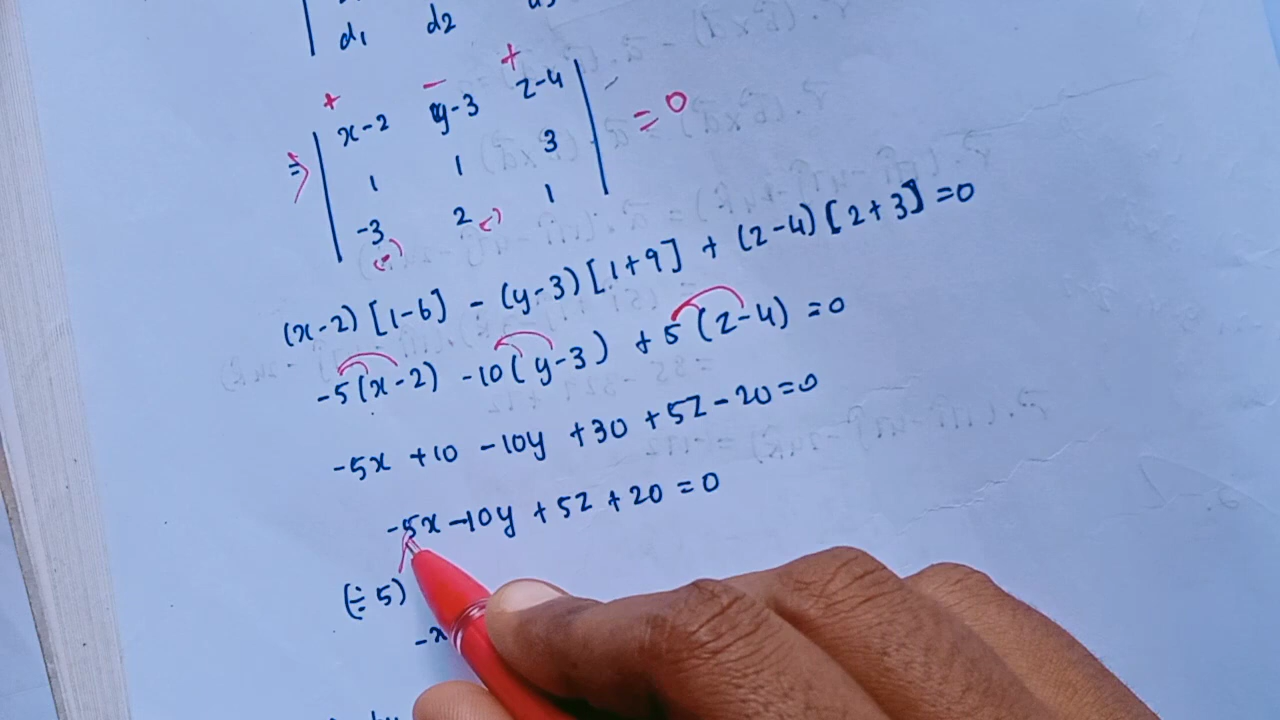 d₁ d₂
+ - +
⇒ | x-2 y-3 z-4 | = 0
| 1 1 3 |
| -3 2 1 |
(x-2) [1-6] - (y-3) [1+9] + (z-4) [2+3] = 0
-5(x-2) -10(y-3) +5(z-4) = 0
-5x +10 -10y +30 +5z -20 = 0
-5x -10y +5z +20 = 0
(÷ 5)
-x